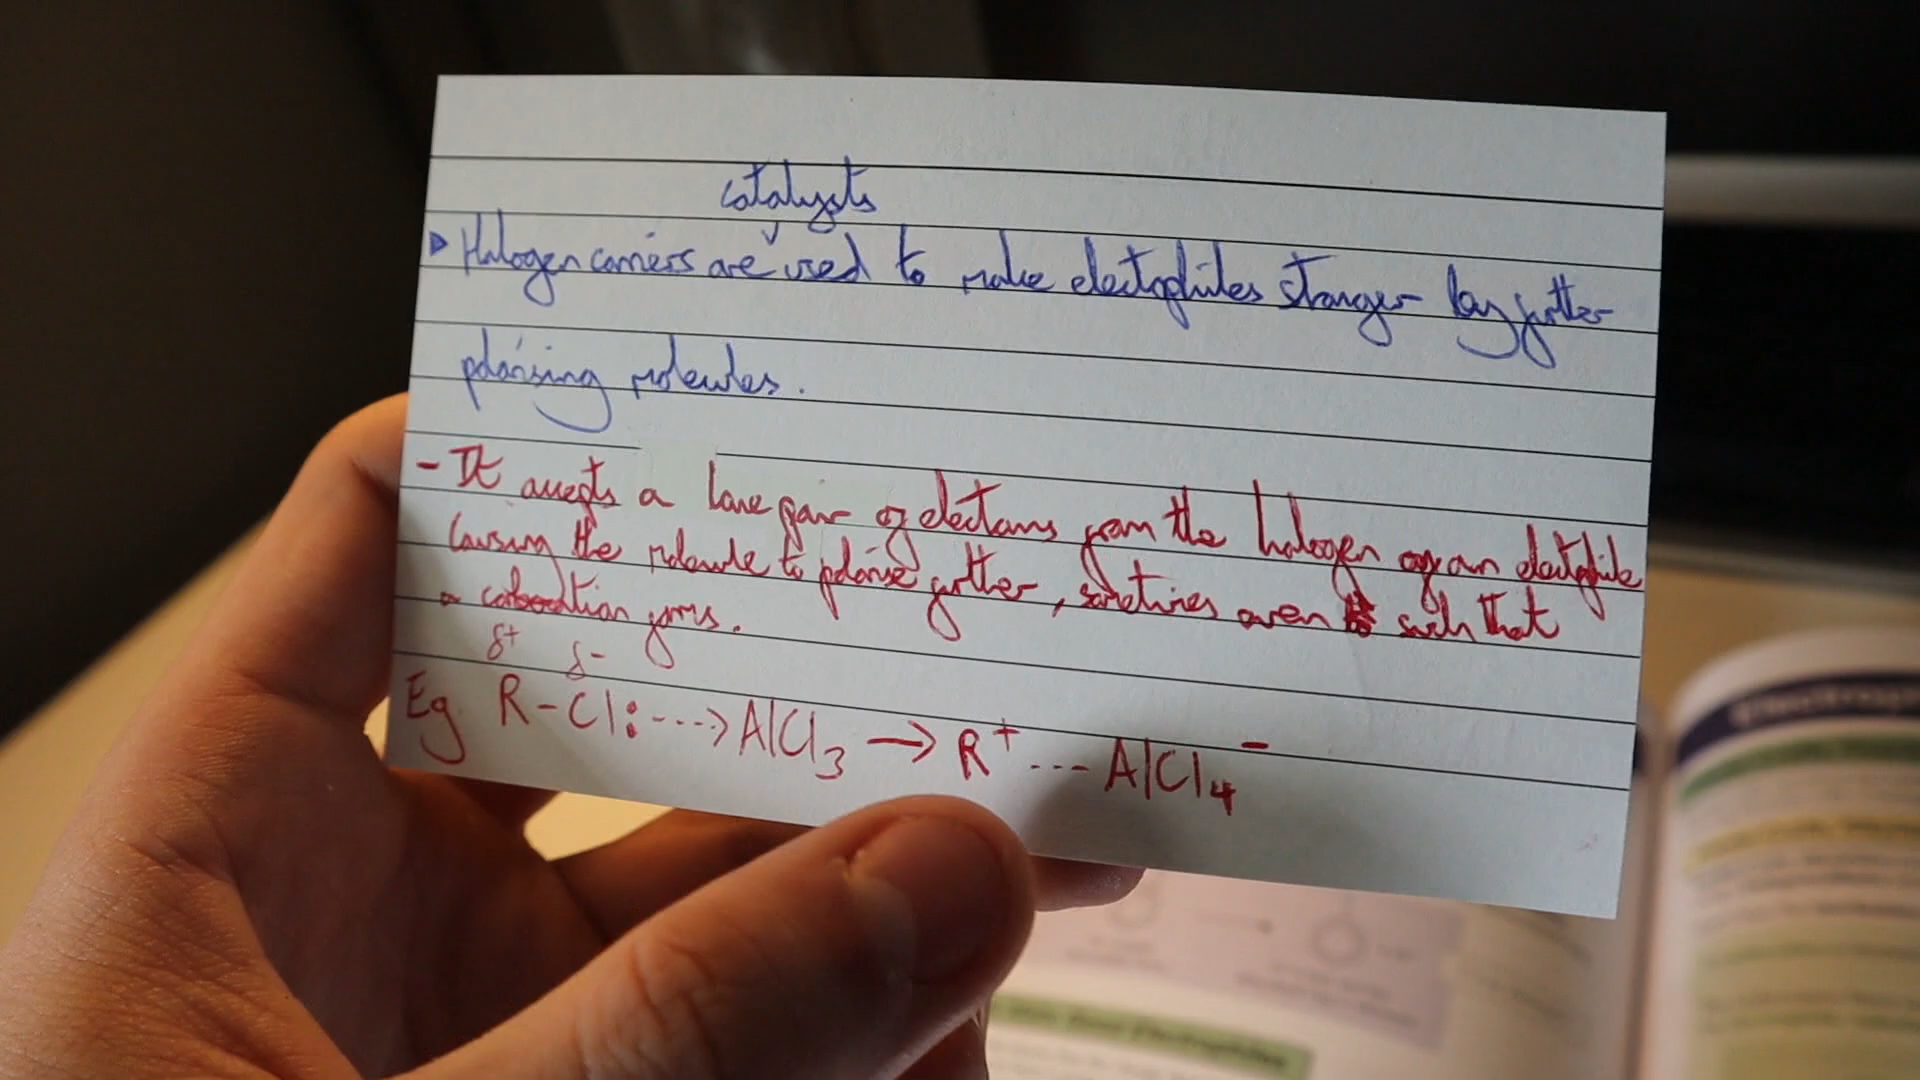 catalysts
▷ Halogen carriers are ∨ used to make electrophiles stronger by further
polarising molecules.
- It accepts a lone pair of electrons from the halogen of an electrophile
causing the molecule to polarise further, sometimes even such that
a carbocation forms.
δ+ δ-
Eg R-Cl: ---> AlCl₃ → R⁺ --- AlCl₄⁻